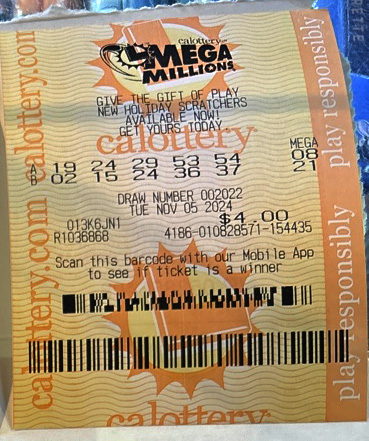 calottery
MEGA
MILLIONS
GIVE THE GIFT OF PLAY
NEW HOLIDAY SCRATCHERS
AVAILABLE NOW!
GET YOURS TODAY
calottery
MEGA
A 19 24 29 53 54 08
B 02 15 24 36 37 21
DRAW NUMBER 002022
TUE NOV 05 2024
$4.00
013K6JN1
R1036868 4186-010828571-154435
Scan this barcode with our Mobile App
to see if ticket is a winner
calottery
calottery.com
calottery.com
play responsibly
play responsibly